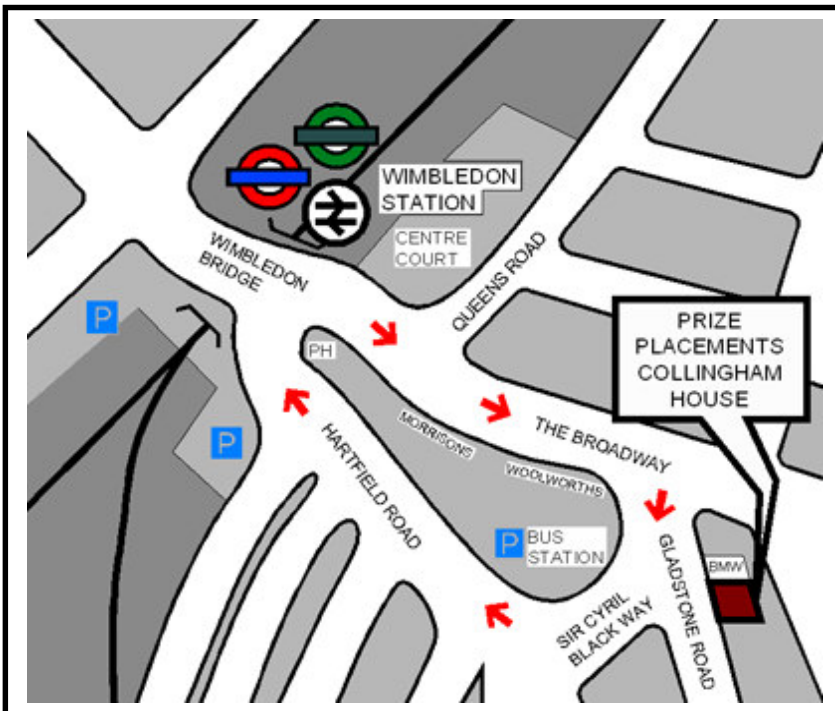 WIMBLEDON
STATION
CENTRE
COURT
WIMBLEDON
BRIDGE
QUEENS ROAD
P
PH
PRIZE
PLACEMENTS
COLLINGHAM
HOUSE
MORRISONS
THE BROADWAY
WOOLWORTHS
HARTFIELD ROAD
P
P
BUS
STATION
BMW
GLADSTONE ROAD
SIR CYRIL
BLACK WAY